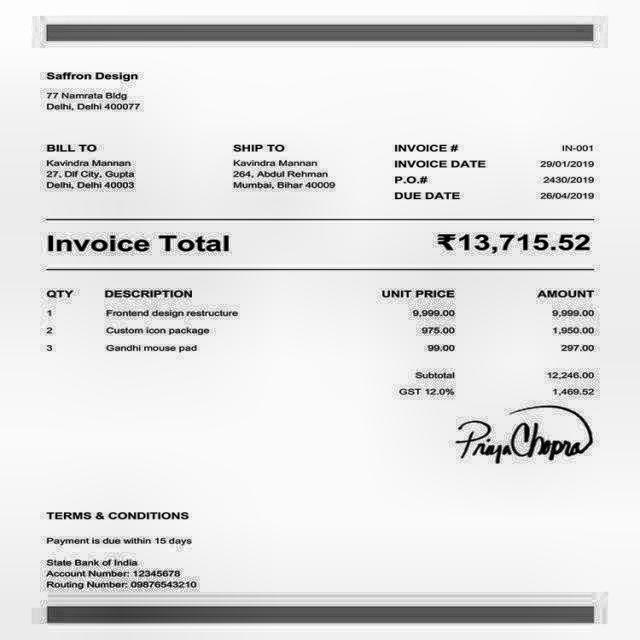 Saffron Design
77 Namrata Bldg
Delhi, Delhi 400077
BILL TO
Kavindra Mannan
27, Dlf City, Gupta
Delhi, Delhi 40003
SHIP TO
Kavindra Mannan
264, Abdul Rehman
Mumbai, Bihar 40009
INVOICE # IN-001
INVOICE DATE 29/01/2019
P.O.# 2430/2019
DUE DATE 26/04/2019
Invoice Total ₹13,715.52
QTY DESCRIPTION UNIT PRICE AMOUNT
1 Frontend design restructure 9,999.00 9,999.00
2 Custom icon package 975.00 1,950.00
3 Gandhi mouse pad 99.00 297.00
Subtotal 12,246.00
GST 12.0% 1,469.52
Priya Chopra
TERMS & CONDITIONS
Payment is due within 15 days
State Bank of India
Account Number: 12345678
Routing Number: 09876543210